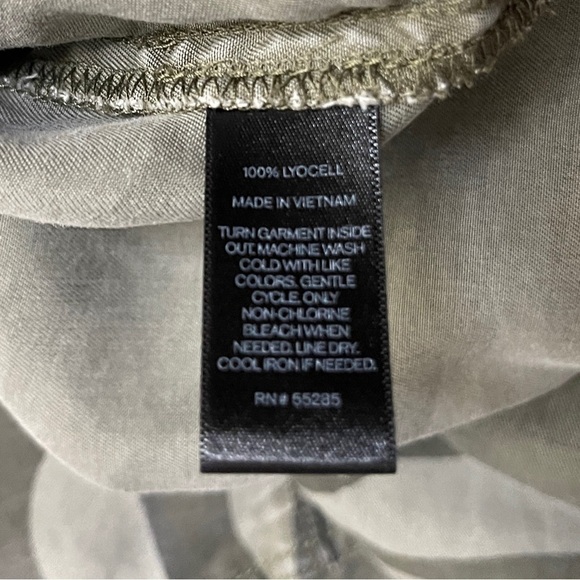 100% LYOCELL
MADE IN VIETNAM
TURN GARMENT INSIDE
OUT. MACHINE WASH
COLD WITH LIKE
COLORS. GENTLE
CYCLE. ONLY
NON-CHLORINE
BLEACH WHEN
NEEDED. LINE DRY.
COOL IRON IF NEEDED.
RN# 55285